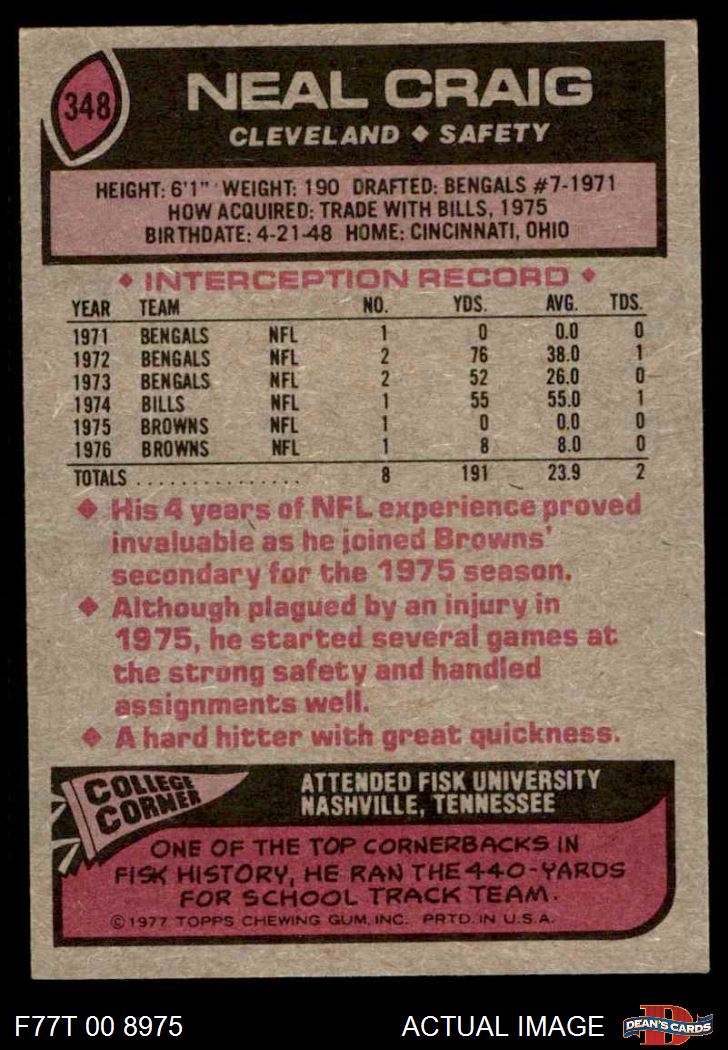 348
NEAL CRAIG
CLEVELAND ◆ SAFETY
HEIGHT: 6'1" WEIGHT: 190 DRAFTED: BENGALS #7-1971
HOW ACQUIRED: TRADE WITH BILLS, 1975
BIRTHDATE: 4-21-48 HOME: CINCINNATI, OHIO
◆ INTERCEPTION RECORD ◆
YEAR TEAM NO. YDS. AVG. TDS.
1971 BENGALS NFL 1 0 0.0 0
1972 BENGALS NFL 2 76 38.0 1
1973 BENGALS NFL 2 52 26.0 0
1974 BILLS NFL 1 55 55.0 1
1975 BROWNS NFL 1 0 0.0 0
1976 BROWNS NFL 1 8 8.0 0
TOTALS ............... 8 191 23.9 2
◆ His 4 years of NFL experience proved
invaluable as he joined Browns'
secondary for the 1975 season.
◆ Although plagued by an injury in
1975, he started several games at
the strong safety and handled
assignments well.
◆ A hard hitter with great quickness.
COLLEGE
CORNER
ATTENDED FISK UNIVERSITY
NASHVILLE, TENNESSEE
ONE OF THE TOP CORNERBACKS IN
FISK HISTORY, HE RAN THE 440-YARDS
FOR SCHOOL TRACK TEAM.
© 1977 TOPPS CHEWING GUM, INC. PRTD. IN U.S.A.
F77T 00 8975
ACTUAL IMAGE
D
DEAN'S CARDS